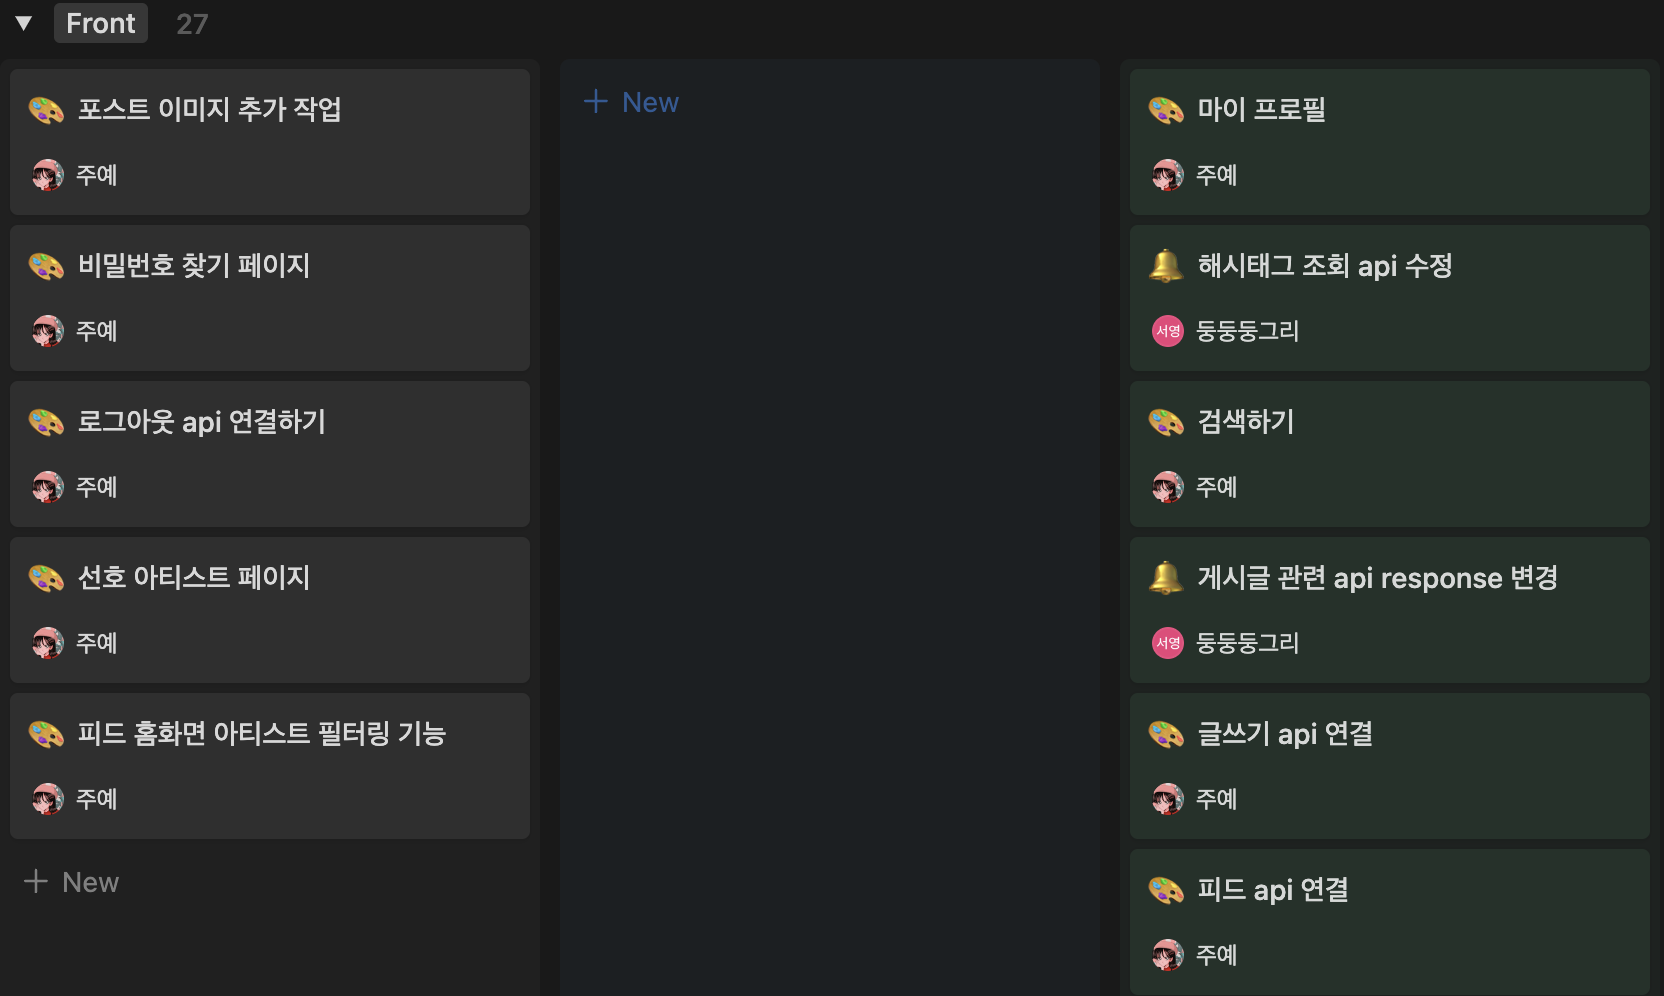 Front 27
포스트 이미지 추가 작업
주예
비밀번호 찾기 페이지
주예
로그아웃 api 연결하기
주예
선호 아티스트 페이지
주예
피드 홈화면 아티스트 필터링 기능
주예
+ New
+ New
마이 프로필
주예
해시태그 조회 api 수정
서영 둥둥둥그리
검색하기
주예
게시글 관련 api response 변경
서영 둥둥둥그리
글쓰기 api 연결
주예
피드 api 연결
주예